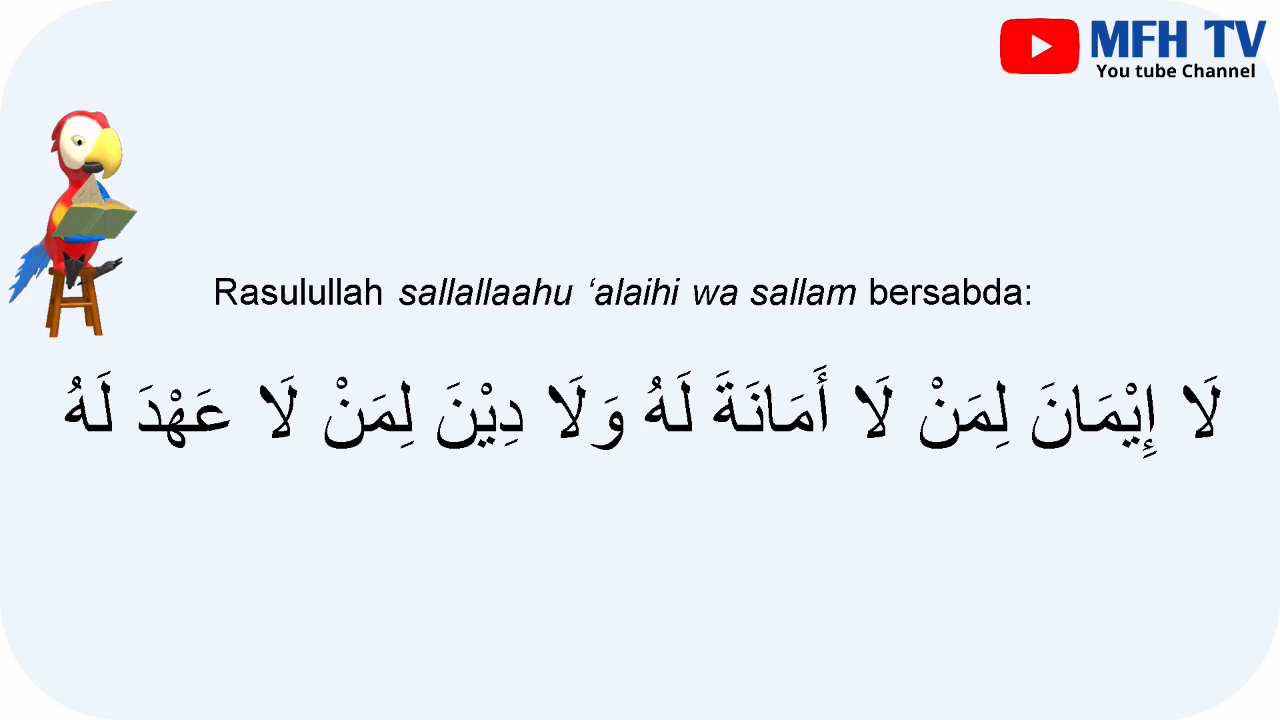 MFH TV
You tube Channel
Rasulullah sallallaahu ‘alaihi wa sallam bersabda:
لَا إِيْمَانَ لِمَنْ لَا أَمَانَةَ لَهُ وَلَا دِيْنَ لِمَنْ لَا عَهْدَ لَهُ